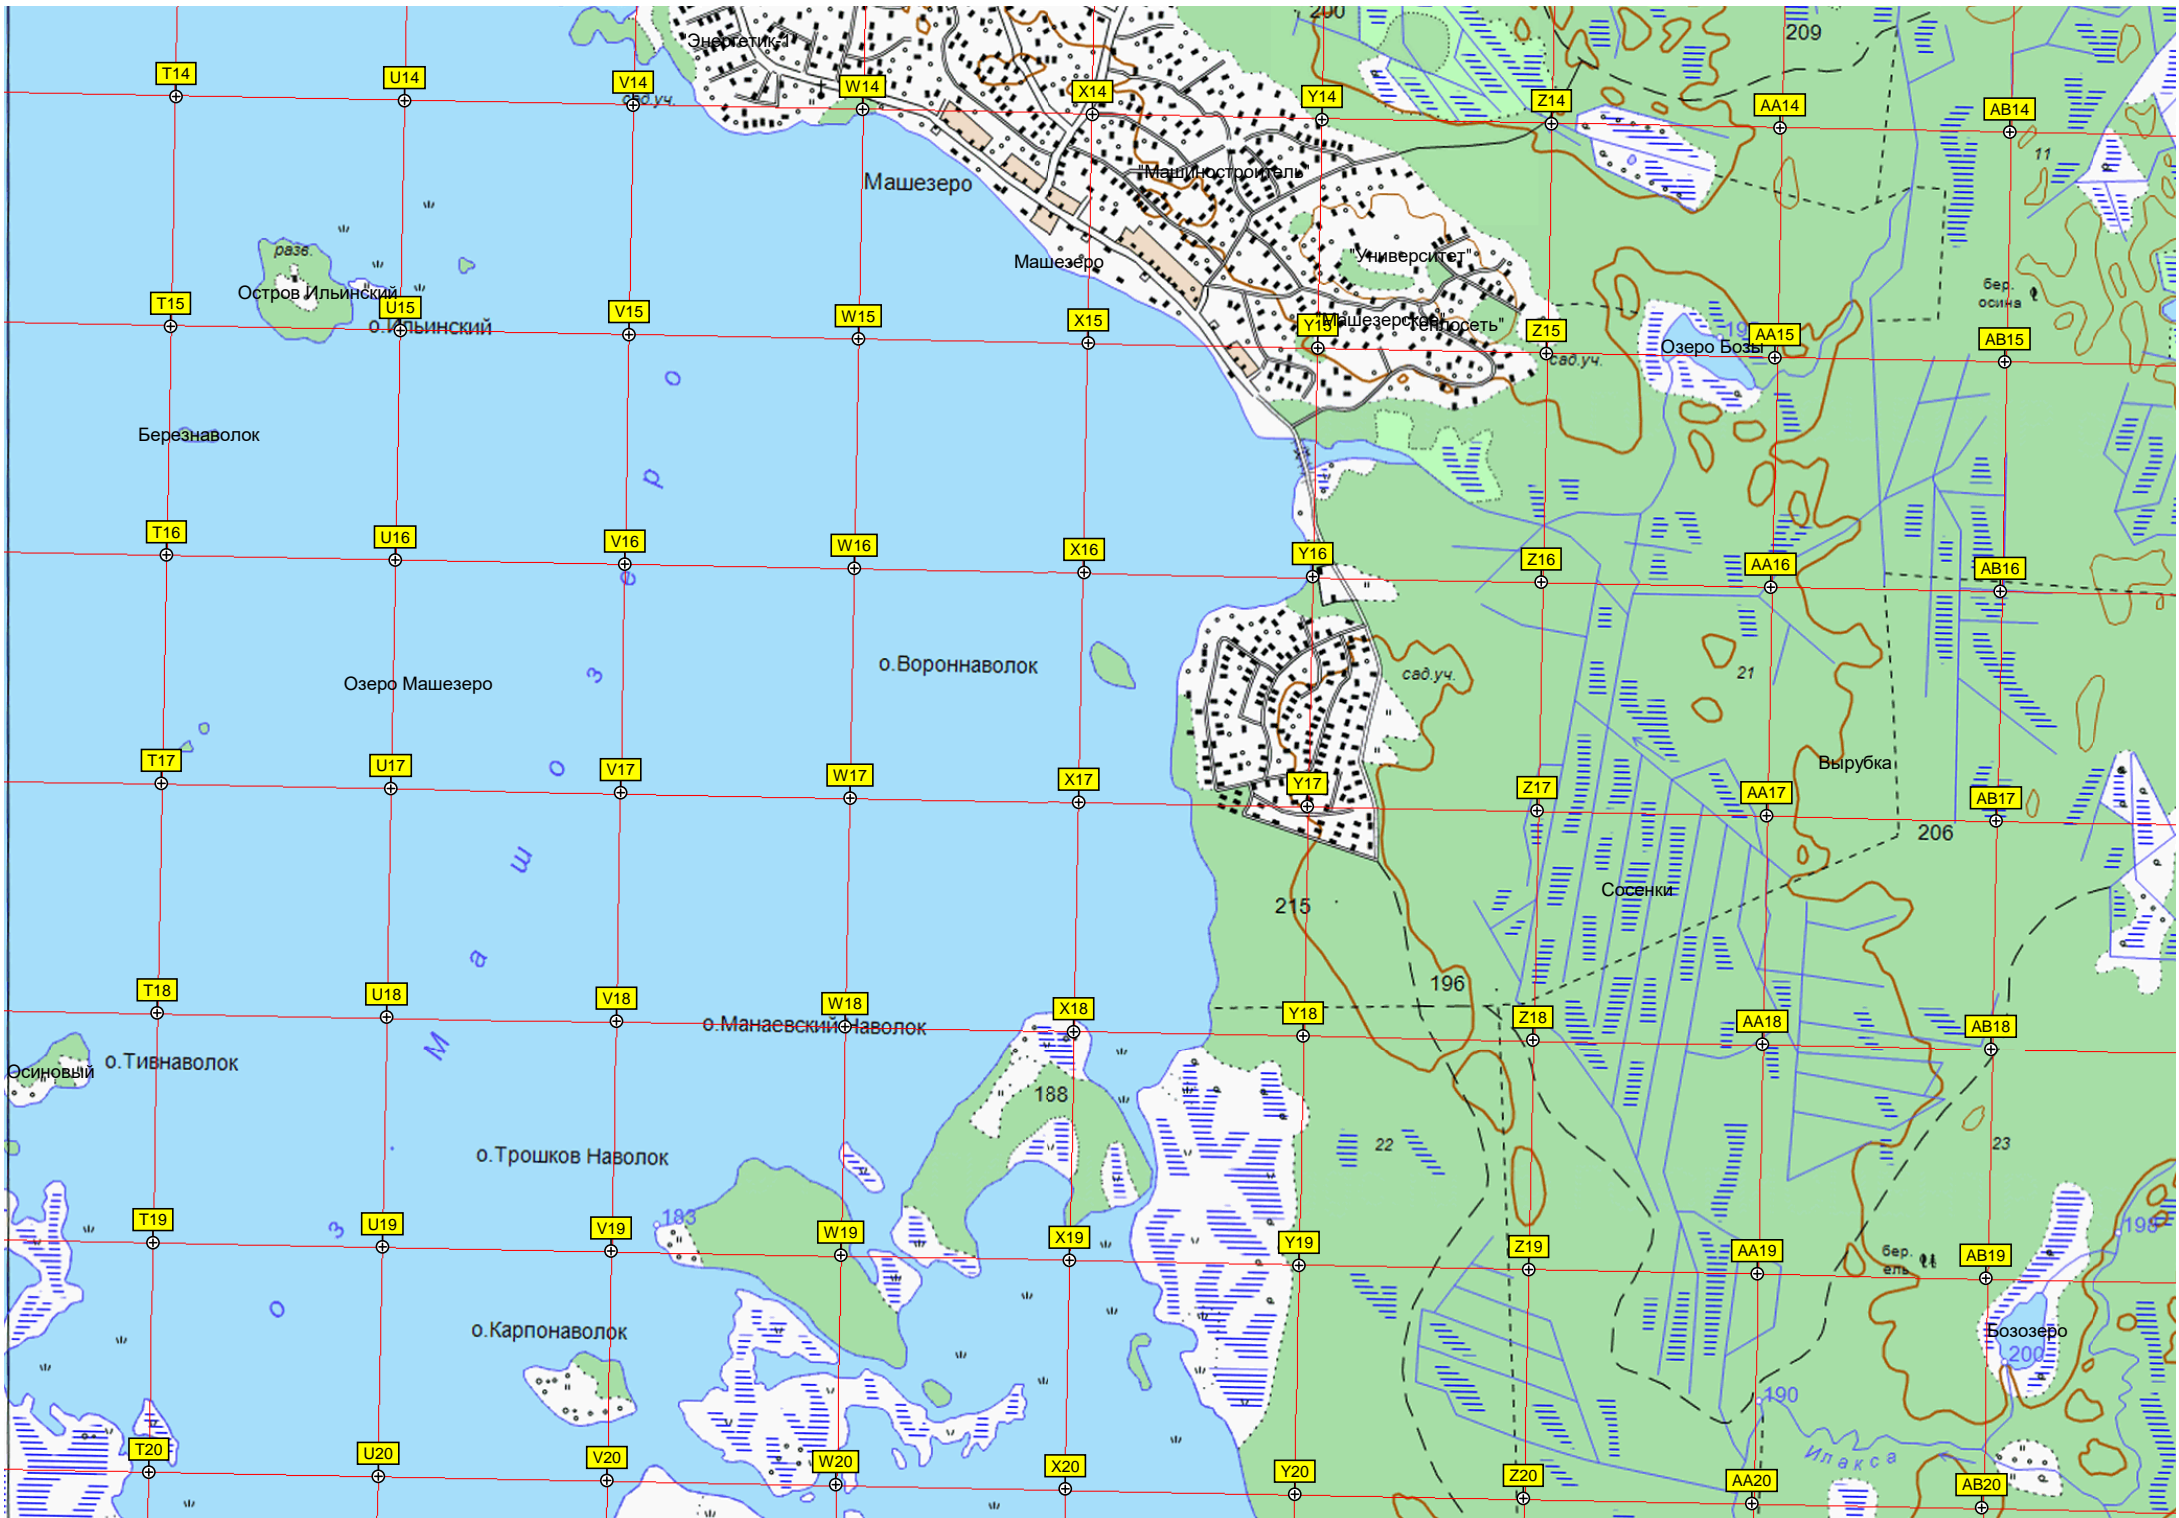 200
209
Энергетик-1
T14
U14
V14
сад.уч.
W14
X14
Y14
Z14
AA14
AB14
11
Машезеро
"Машиностроитель"
разв.
Машезеро
"Университет"
бер.
осина
Остров Ильинский
T15
U15
о.Ильинский
V15
W15
X15
Y15
"Машезерское"
"Теплосеть"
Z15
сад.уч.
Озеро Бозы
AA15
AB15
Березнаволок
T16
U16
V16
W16
X16
Y16
Z16
AA16
AB16
о.Вороннаволок
сад.уч.
21
Озеро Машезеро
Вырубка
T17
U17
V17
W17
X17
Y17
Z17
AA17
AB17
206
Сосенки
215
196
T18
U18
V18
о.Манаевский Наволок
W18
X18
Y18
Z18
AA18
AB18
Осиновый
о.Тивнаволок
М а ш о з е р о
188
о.Трошков Наволок
22
23
183
198
T19
U19
V19
W19
X19
Y19
Z19
AA19
бер.
ель
AB19
о з
о.Карпонаволок
Бозозеро
200
190
Илакса
T20
U20
V20
W20
X20
Y20
Z20
AA20
AB20